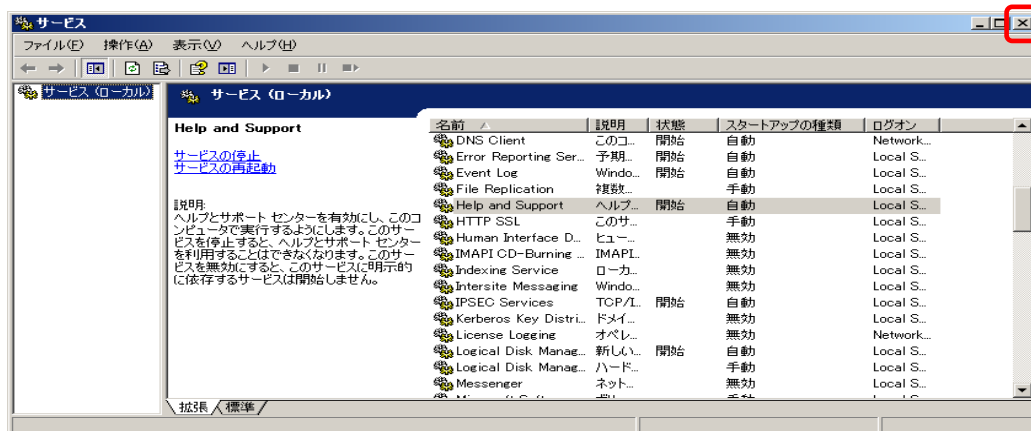 サービス
ファイル(F) 操作(A) 表示(V) ヘルプ(H)
サービス (ローカル)
サービス (ローカル)
Help and Support
サービスの停止
サービスの再起動
説明:
ヘルプとサポート センターを有効にし、このコ
ンピュータで実行するようにします。このサー
ビスを停止すると、ヘルプとサポート センター
を利用することはできなくなります。このサー
ビスを無効にすると、このサービスに明示的
に依存するサービスは開始しません。
名前 説明 状態 スタートアップの種類 ログオン
DNS Client このコ... 開始 自動 Network...
Error Reporting Ser... 予期... 開始 自動 Local S...
Event Log Windo... 開始 自動 Local S...
File Replication 複数... 手動 Local S...
Help and Support ヘルプ... 開始 自動 Local S...
HTTP SSL このサ... 手動 Local S...
Human Interface D... ヒュー... 無効 Local S...
IMAPI CD-Burning ... IMAPI... 無効 Local S...
Indexing Service ローカ... 無効 Local S...
Intersite Messaging Windo... 無効 Local S...
IPSEC Services TCP/I... 開始 自動 Local S...
Kerberos Key Distri... ドメイ... 無効 Local S...
License Logging オペレ... 無効 Network...
Logical Disk Manag... 新しい... 開始 自動 Local S...
Logical Disk Manag... ハード... 手動 Local S...
Messenger ネット... 無効 Local S...
拡張 標準